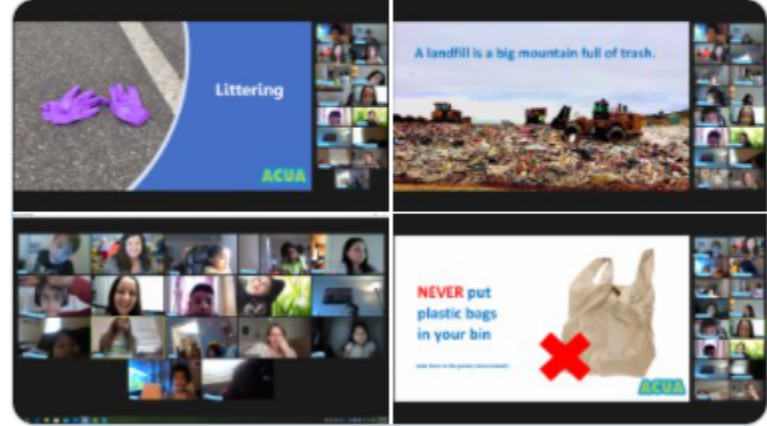 Littering
ACUA
A landfill is a big mountain full of trash.
NEVER put
plastic bags
in your bin
ACUA